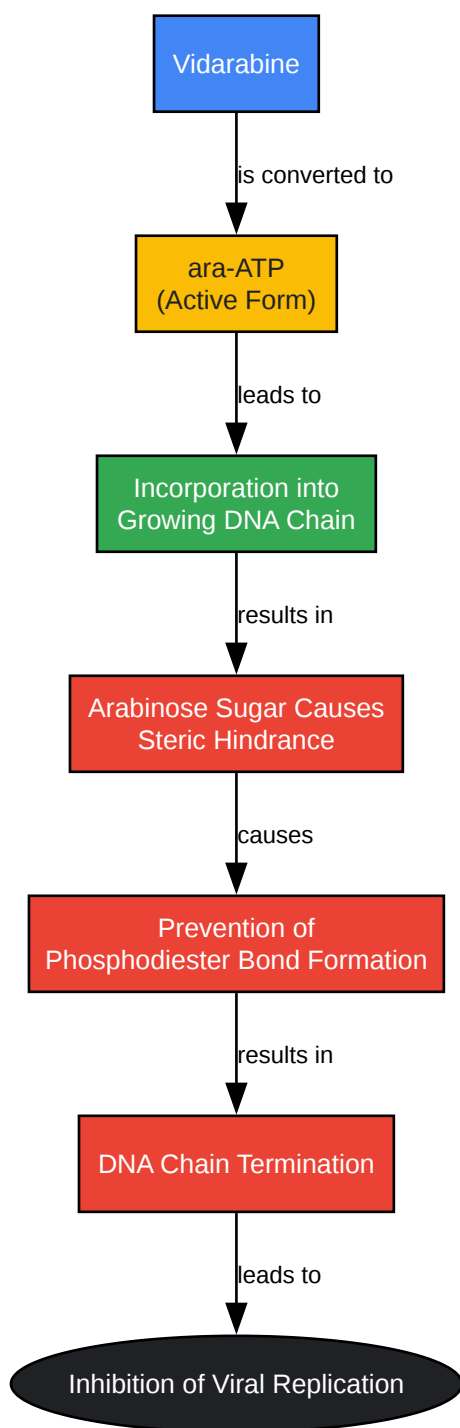 Vidarabine
is converted to
ara-ATP
(Active Form)
leads to
Incorporation into
Growing DNA Chain
results in
Arabinose Sugar Causes
Steric Hindrance
causes
Prevention of
Phosphodiester Bond Formation
results in
DNA Chain Termination
leads to
Inhibition of Viral Replication